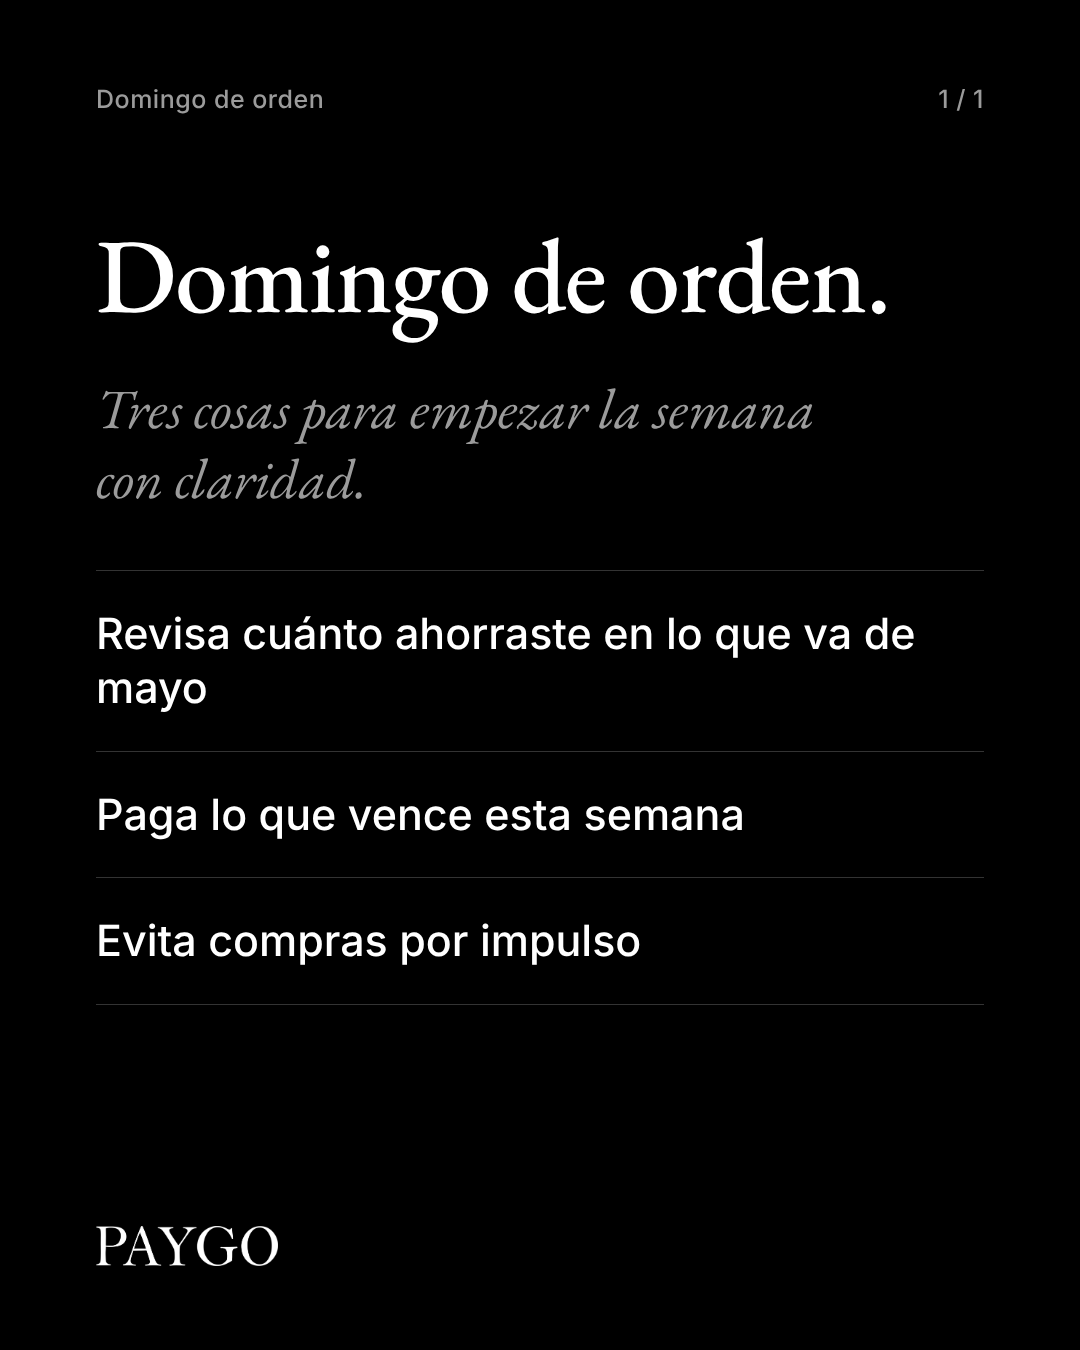 Domingo de orden
1 / 1
Domingo de orden.
Tres cosas para empezar la semana
con claridad.
Revisa cuánto ahorraste en lo que va de
mayo
Paga lo que vence esta semana
Evita compras por impulso
PAYGO